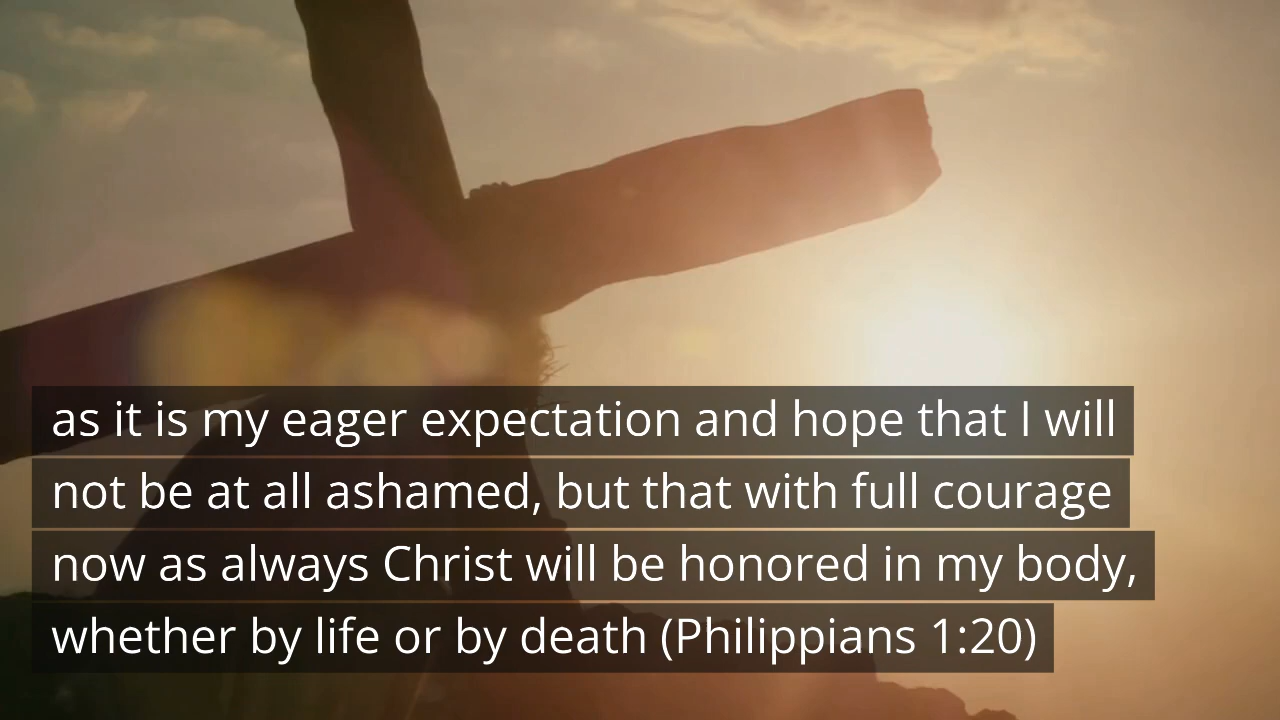 as it is my eager expectation and hope that I will
not be at all ashamed, but that with full courage
now as always Christ will be honored in my body,
whether by life or by death (Philippians 1:20)